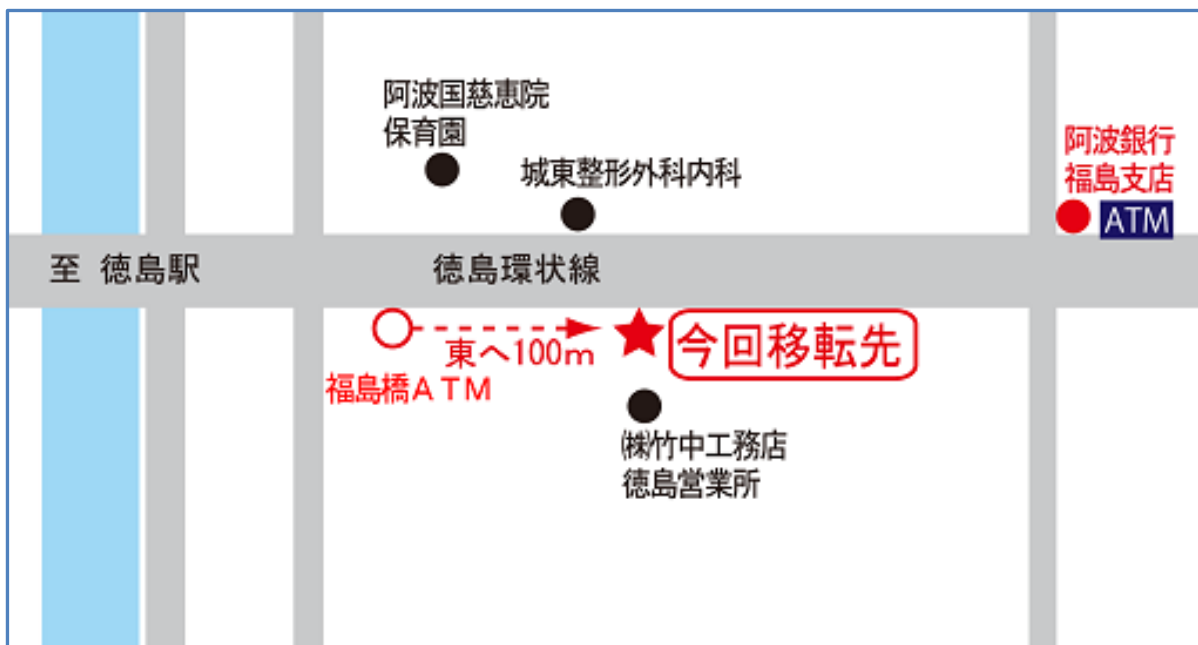 阿波国慈恵院
保育園
城東整形外科内科
阿波銀行
福島支店
ATM
至 徳島駅
徳島環状線
東へ100m
今回移転先
福島橋ATM
㈱竹中工務店
徳島営業所